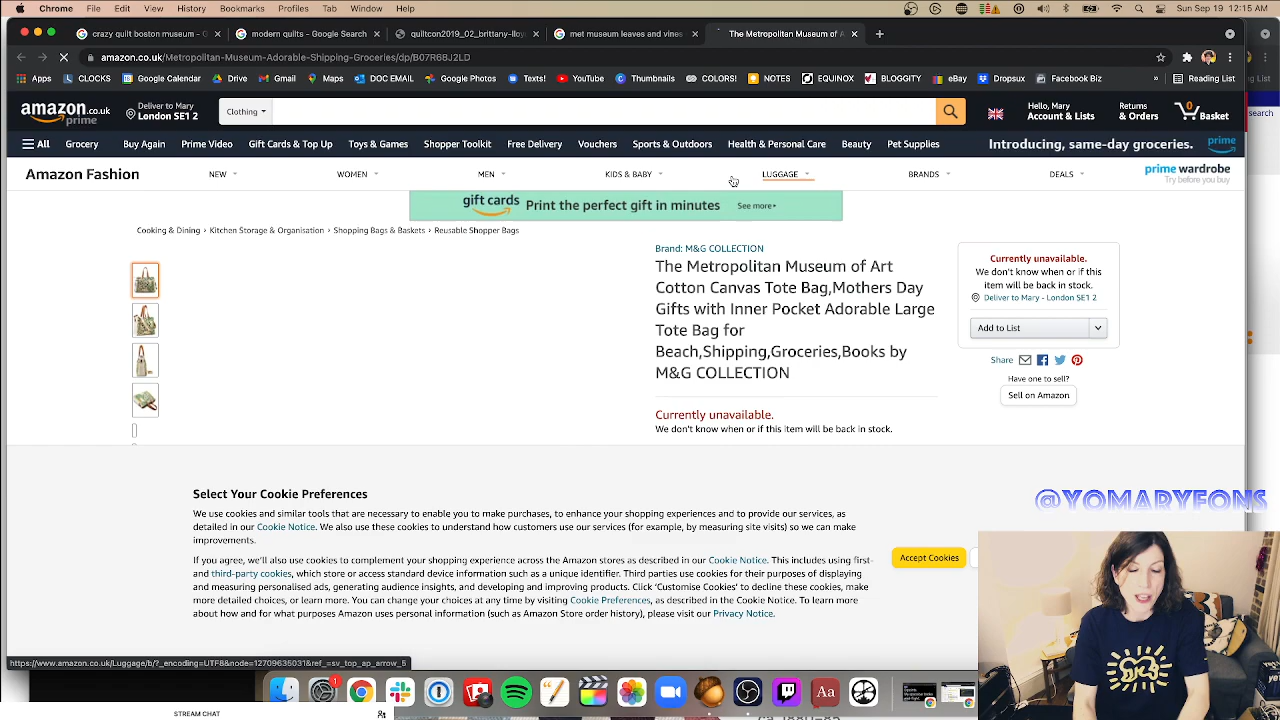 Chrome File Edit View History Bookmarks Profiles Tab Window Help Thu Sep 30 1:19:15 AM
crazy quilt boston museum - G modern quilts - Google Search quiltcon2019_02_brittany-lloy met museum leaves and vines The Metropolitan Museum of A
amazon.co.uk/Metropolitan-Museum-Adorable-Shipping-Groceries/dp/B07R68J2LD
Apps CLOCKS Google Calendar Drive Gmail Maps DOC EMAIL Google Photos Texts! YouTube Thumbnails COLORS! NOTES EQUINOX BLOGGITY eBay Dropsux Facebook Biz » Reading List
amazon.co.uk prime Deliver to Mary London SE1 2 Clothing Hello, Mary Account & Lists Returns & Orders 0 Basket search
All Grocery Buy Again Prime Video Gift Cards & Top Up Toys & Games Shopper Toolkit Free Delivery Vouchers Sports & Outdoors Health & Personal Care Beauty Pet Supplies Introducing, same-day groceries. prime
Amazon Fashion NEW WOMEN MEN KIDS & BABY LUGGAGE BRANDS DEALS prime wardrobe
Try before you buy
gift cards Print the perfect gift in minutes See more
Cooking & Dining › Kitchen Storage & Organisation › Shopping Bags & Baskets › Reusable Shopper Bags
Brand: M&G COLLECTION
The Metropolitan Museum of Art
Cotton Canvas Tote Bag,Mothers Day
Gifts with Inner Pocket Adorable Large
Tote Bag for
Beach,Shipping,Groceries,Books by
M&G COLLECTION
Currently unavailable.
We don't know when or if this item will be back in stock.
Currently unavailable.
We don't know when or if this
item will be back in stock.
Deliver to Mary - London SE1 2
Add to List
Share
Have one to sell?
Sell on Amazon
Select Your Cookie Preferences
We use cookies and similar tools that are necessary to enable you to make purchases, to enhance your shopping experiences and to provide our services, as
detailed in our Cookie Notice. We also use these cookies to understand how customers use our services (for example, by measuring site visits) so we can make
improvements.
If you agree, we'll also use cookies to complement your shopping experience across the Amazon stores as described in our Cookie Notice. This includes using first-
and third-party cookies, which store or access standard device information such as a unique identifier. Third parties use cookies for their purposes of displaying
and measuring personalised ads, generating audience insights, and developing and improving products. Click 'Customise Cookies' to decline these cookies, make
more detailed choices, or learn more. You can change your choices at any time by visiting Cookie Preferences, as described in the Cookie Notice. To learn more
about how and for what purposes Amazon uses personal information (such as Amazon Store order history), please visit our Privacy Notice.
Accept Cookies
@YOMARYFONS
https://www.amazon.co.uk/Luggage/b/?_encoding=UTF8&node=12709635031&ref_=sv_top_ap_arrow_5
1
Aa
STREAM CHAT